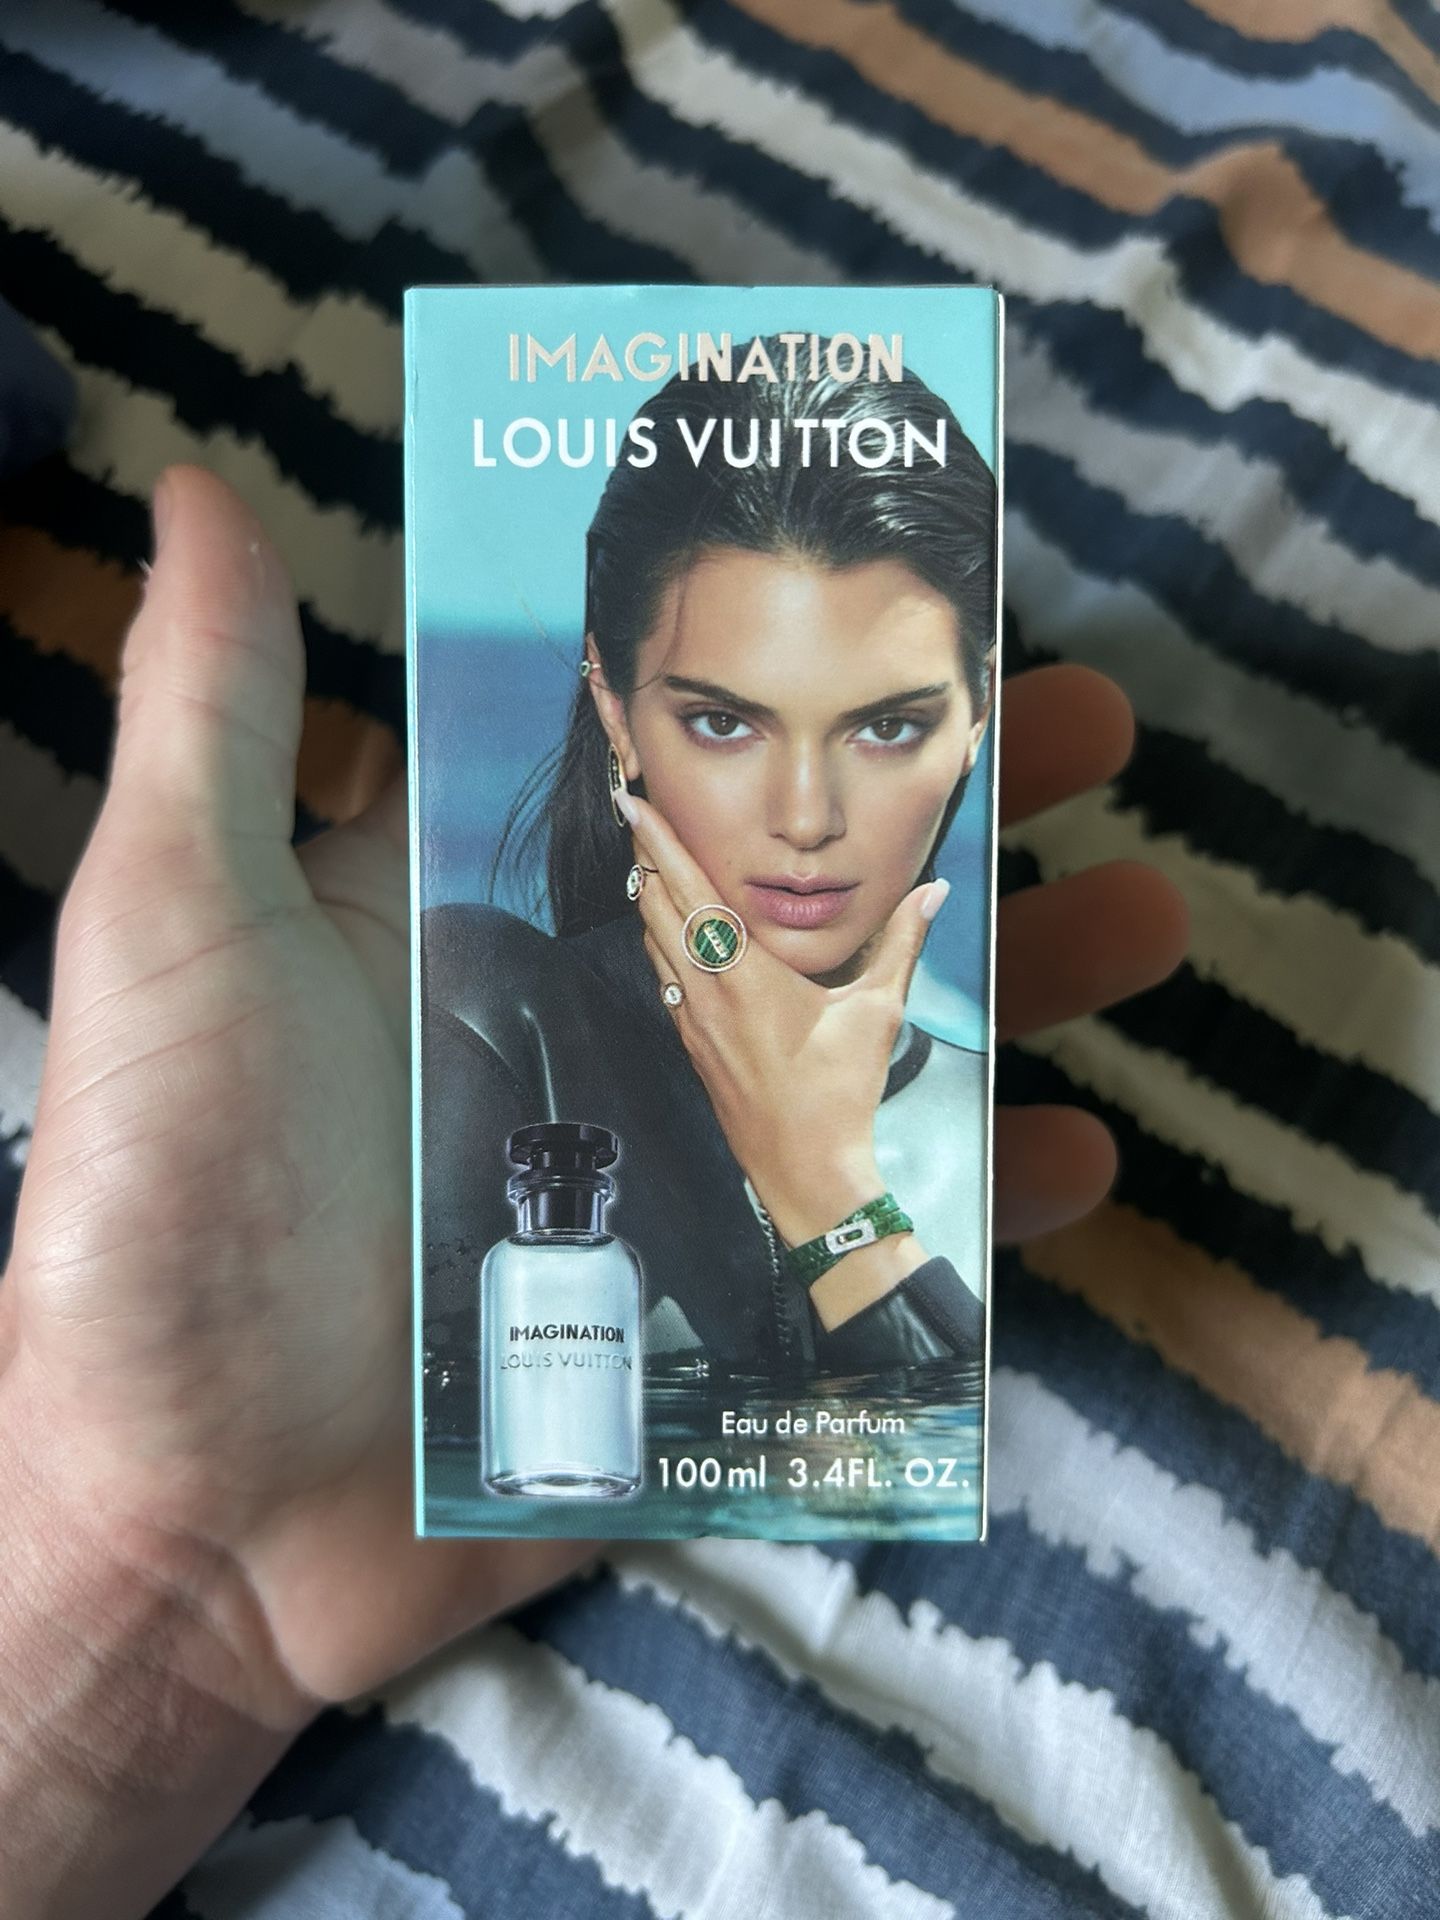 IMAGINATION
LOUIS VUITTON
IMAGINATION
LOUIS VUITTON
Eau de Parfum
100ml 3.4FL. OZ.